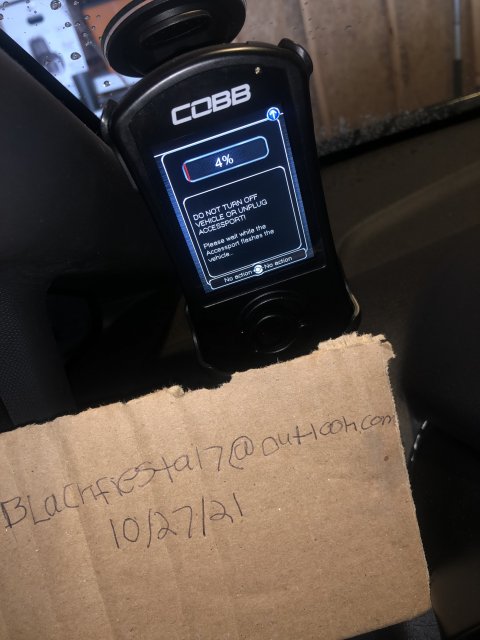 COBB
4%
DO NOT TURN OFF
VEHICLE OR UNPLUG
ACCESSPORT!
Please wait while the
Accessport flashes the
vehicle...
No action No action
BLackfiesta17@outlook.com
10/27/21